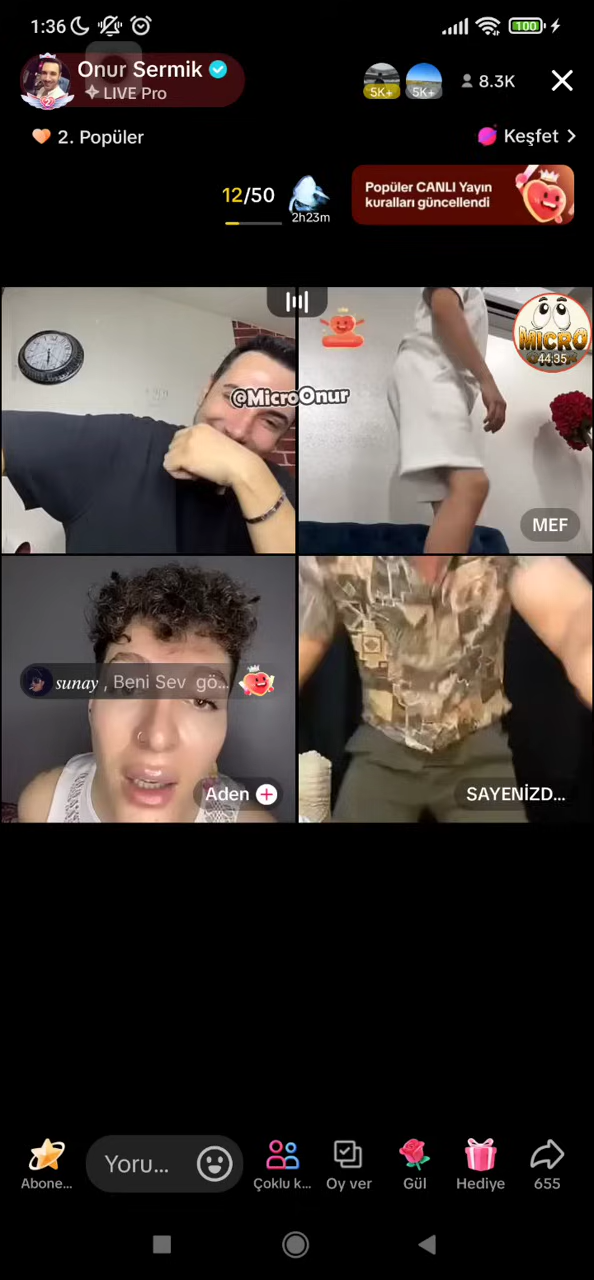 1:36
100
Onur Sermik
LIVE Pro
5K+
5K+
8.3K
2. Popüler
Keşfet
12/50
2h23m
Popüler CANLI Yayın
kuralları güncellendi
@MicroOnur
MICRO
44:35
MEF
sunay , Beni Sev gö...
Aden
SAYENİZD...
Abone...
Yoru...
Çoklu k...
Oy ver
Gül
Hediye
655